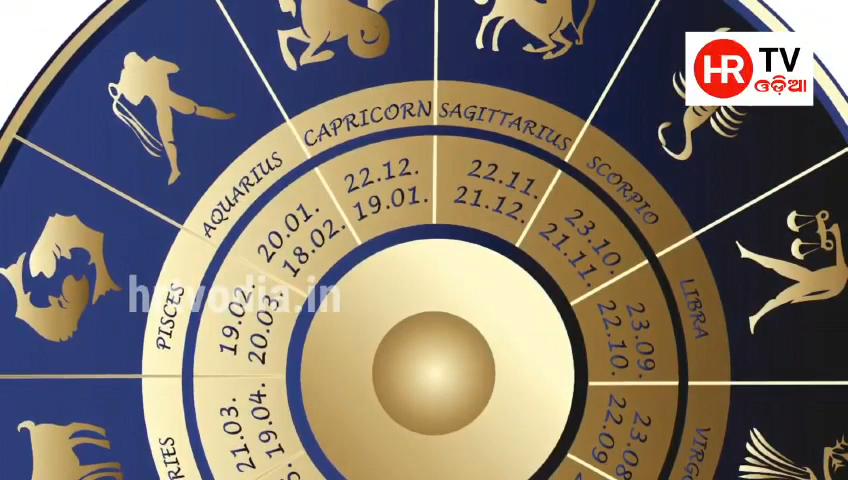 HR TV
ଓଡ଼ିଆ
CAPRICORN
SAGITTARIUS
AQUARIUS
SCORPIO
22.12.
19.01.
22.11.
21.12.
20.01.
18.02.
23.10.
21.11.
PISCES
LIBRA
hrtvodia.in
19.02.
20.03.
23.09.
22.10.
21.03.
19.04.
23.08
22.09